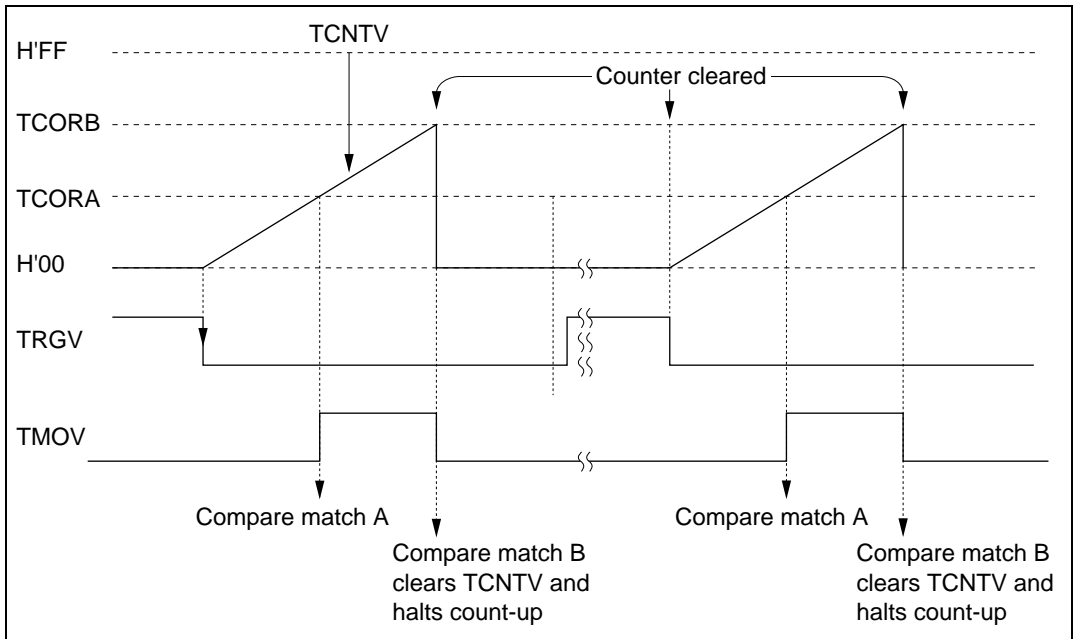 TCNTV
H'FF
Counter cleared
TCORB
TCORA
H'00
TRGV
TMOV
Compare match A
Compare match A
Compare match B
clears TCNTV and
halts count-up
Compare match B
clears TCNTV and
halts count-up